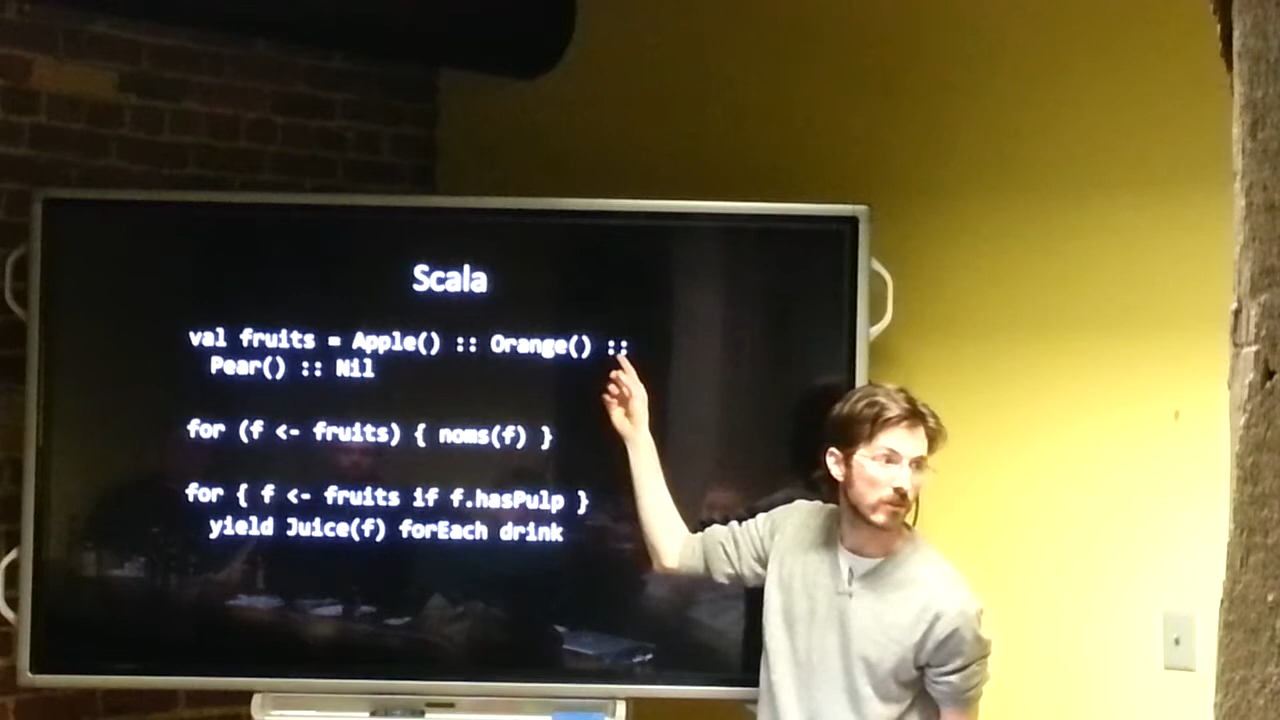 Scala
val fruits = Apple() :: Orange() ::
Pear() :: Nil
for (f <- fruits) { noms(f) }
for { f <- fruits if f.hasPulp }
yield Juice(f) forEach drink